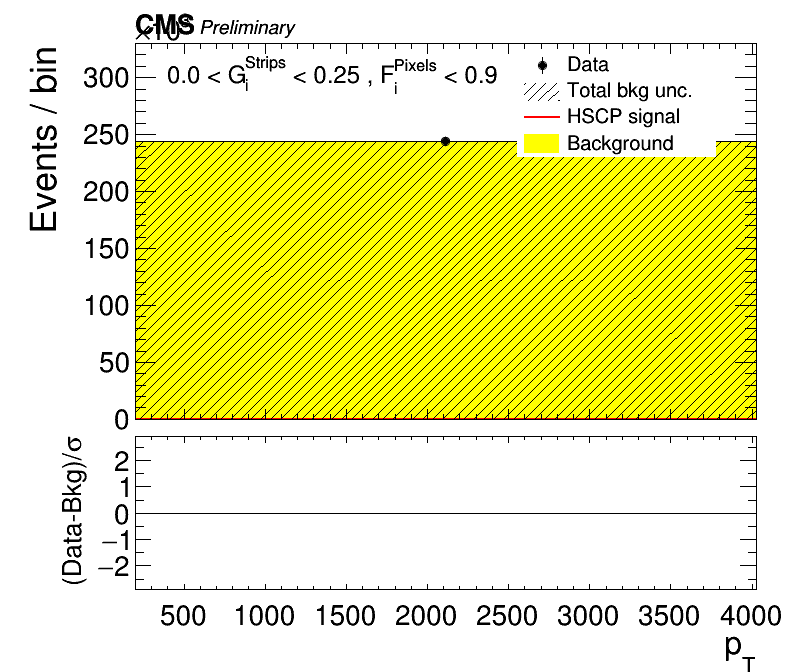 CMS Preliminary
×10
0.0 < G_i^Strips < 0.25 , F_i^Pixels < 0.9
Data
Total bkg unc.
HSCP signal
Background
Events / bin
300
250
200
150
100
50
0
(Data-Bkg)/σ
2
1
0
−1
−2
500 1000 1500 2000 2500 3000 3500 4000
p_T